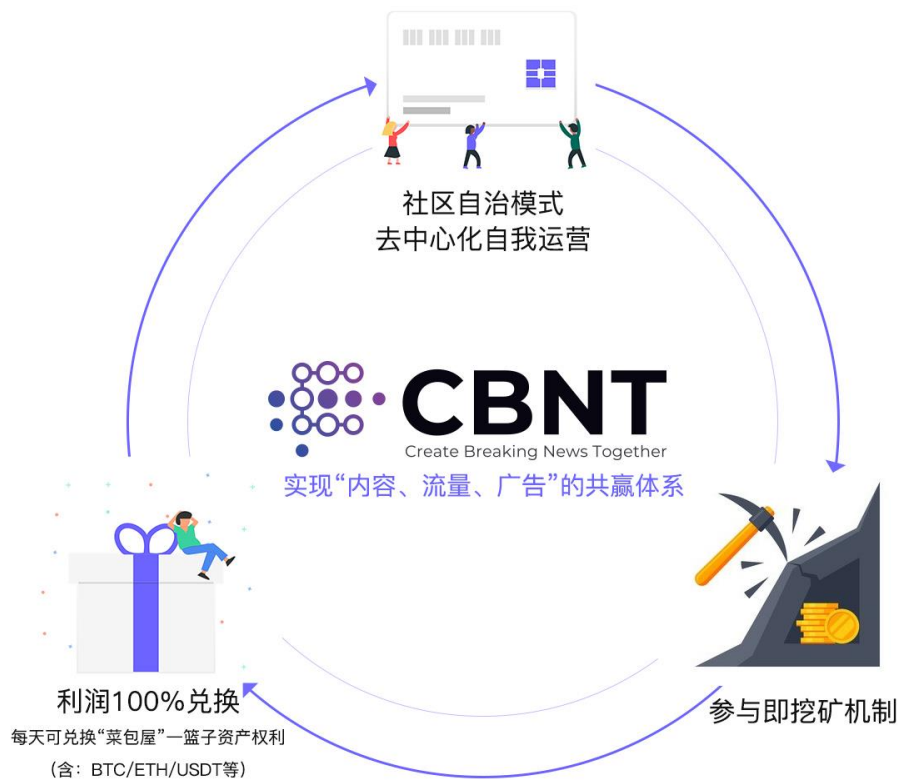 社区自治模式
去中心化自我运营
CBNT
Create Breaking News Together
实现“内容、流量、广告”的共赢体系
参与即挖矿机制
利润100%兑换
每天可兑换“菜包屋”一篮子资产权利
（含：BTC/ETH/USDT等）